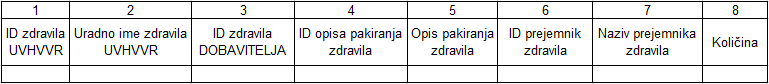 1 2 3 4 5 6 7 8
ID zdravila UVHVVR
Uradno ime zdravila UVHVVR
ID zdravila DOBAVITELJA
ID opisa pakiranja zdravila
Opis pakiranja zdravila
ID prejemnik zdravila
Naziv prejemnika zdravila
Količina